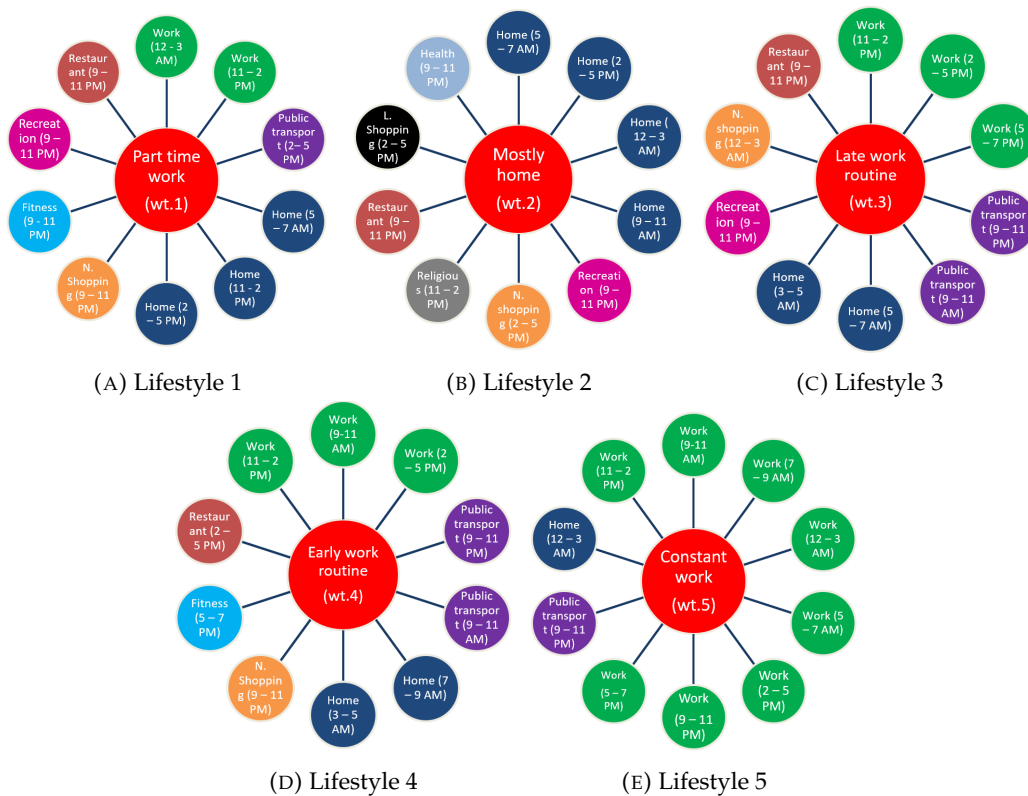 Work
(12 - 3
AM)
Work
(11 – 2
PM)
Public
transpor
t (2– 5
PM)
Home (5
– 7 AM)
Home
(11 - 2
PM)
Home (2
– 5 PM)
N.
Shoppin
g (9 – 11
PM)
Fitness
(9 - 11
PM)
Recreat
ion (9 –
11 PM)
Restaur
ant (9 –
11 PM)
Part time
work
(wt.1)
(A) Lifestyle 1
Home (5
– 7 AM)
Home (2
– 5 PM)
Home (
12 – 3
AM)
Home
(9 – 11
AM)
Recreati
on (9 –
11 PM)
N.
shoppin
g (2 – 5
PM)
Religiou
s (11 – 2
PM)
Restaur
ant (9 –
11 PM)
L.
Shoppin
g (2 – 5
PM)
Health
(9 – 11
PM)
Mostly
home
(wt.2)
(B) Lifestyle 2
Work
(11 – 2
PM)
Work (2
– 5 PM)
Work (5
– 7 PM)
Public
transpor
t (9 – 11
PM)
Public
transpor
t (9 – 11
AM)
Home (5
– 7 AM)
Home
(3 – 5
AM)
Recreat
ion (9 –
11 PM)
N.
shoppin
g (12 –
3 AM)
Restaur
ant (9 –
11 PM)
Late work
routine
(wt.3)
(C) Lifestyle 3
Work
(9-11
AM)
Work (2
– 5 PM)
Public
transpor
t (9 – 11
PM)
Public
transpor
t (9 – 11
AM)
Home (7
– 9 AM)
Home
(3 – 5
AM)
N.
Shoppin
g (9 – 11
PM)
Fitness
(5 – 7
PM)
Restaur
ant (2 –
5 PM)
Work
(11 – 2
PM)
Early work
routine
(wt.4)
(D) Lifestyle 4
Work
(9-11
AM)
Work (7
– 9 AM)
Work
(12 – 3
AM)
Work (5
– 7 AM)
Work
(2 – 5
PM)
Work
(9 – 11
PM)
Work
(5 – 7
PM)
Public
transpor
t (9 – 11
PM)
Home
(12 – 3
AM)
Work
(11 – 2
PM)
Constant
work
(wt.5)
(E) Lifestyle 5